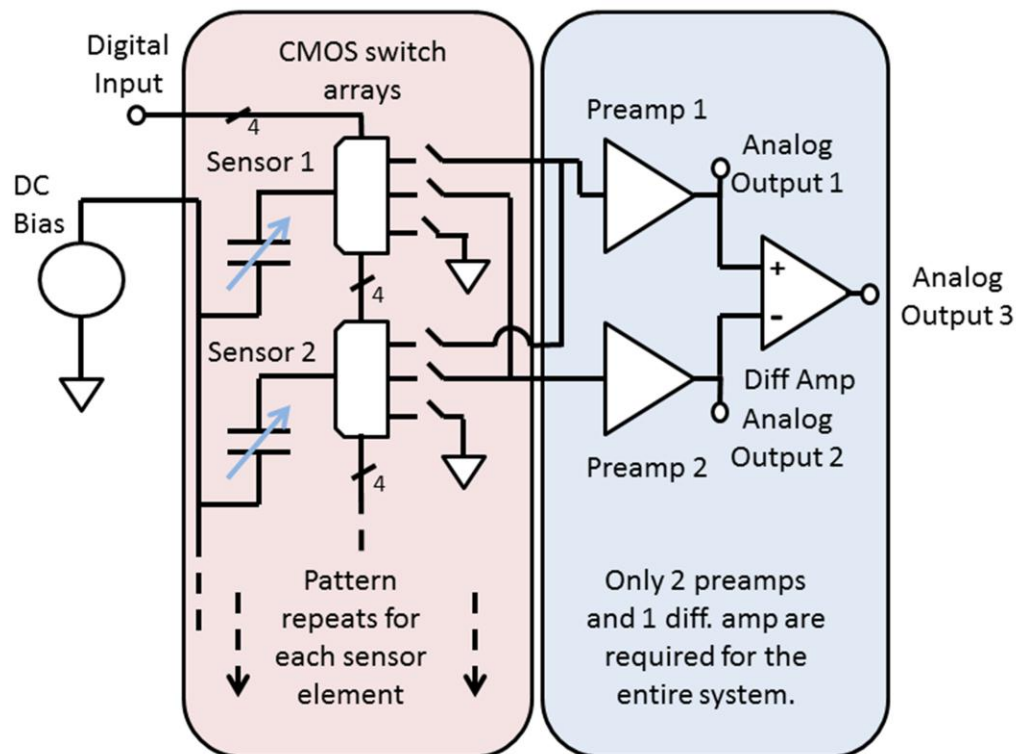 Digital
Input
CMOS switch
arrays
4
Sensor 1
DC
Bias
4
Sensor 2
4
Pattern
repeats for
each sensor
element
Preamp 1
Analog
Output 1
+
-
Analog
Output 3
Diff Amp
Analog
Output 2
Preamp 2
Only 2 preamps
and 1 diff. amp are
required for the
entire system.